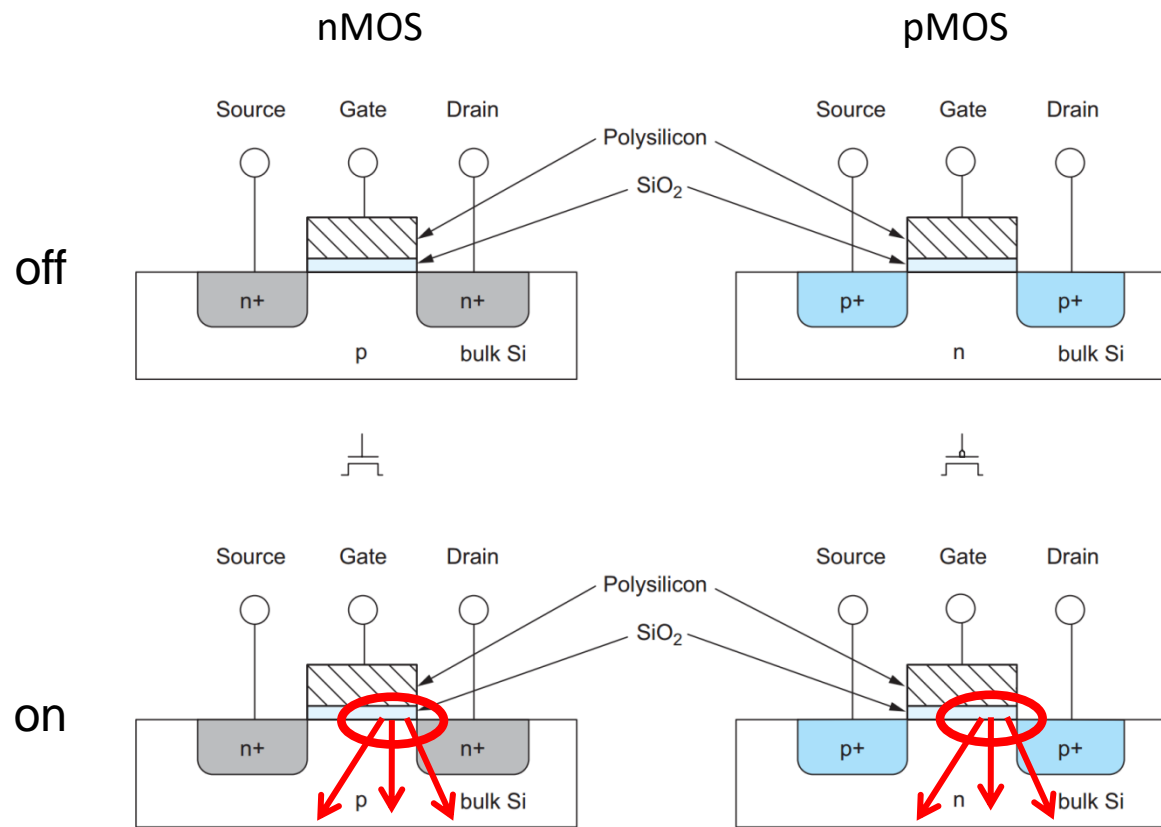 nMOS pMOS
Source Gate Drain Source Gate Drain
Polysilicon
SiO₂
off
n+ n+ p+ p+
p bulk Si n bulk Si
Source Gate Drain Source Gate Drain
Polysilicon
SiO₂
on
n+ n+ p+ p+
p bulk Si n bulk Si